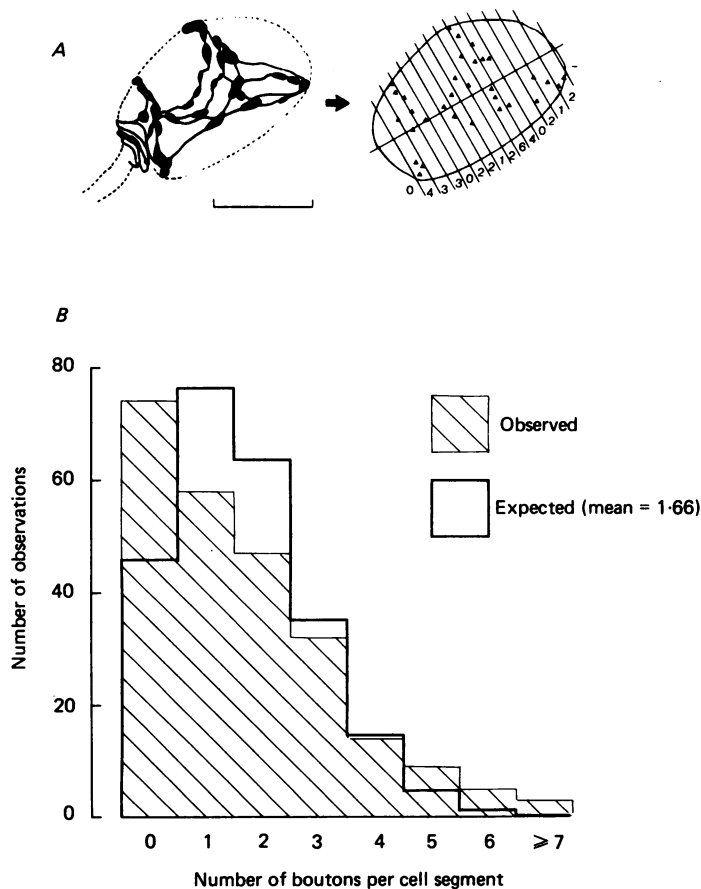 A
0 4 3 3 0 2 2 1 2 6 4 0 2 1 2
B
80
60
40
20
0
Number of observations
Observed
Expected (mean = 1·66)
0 1 2 3 4 5 6 ⩾7
Number of boutons per cell segment